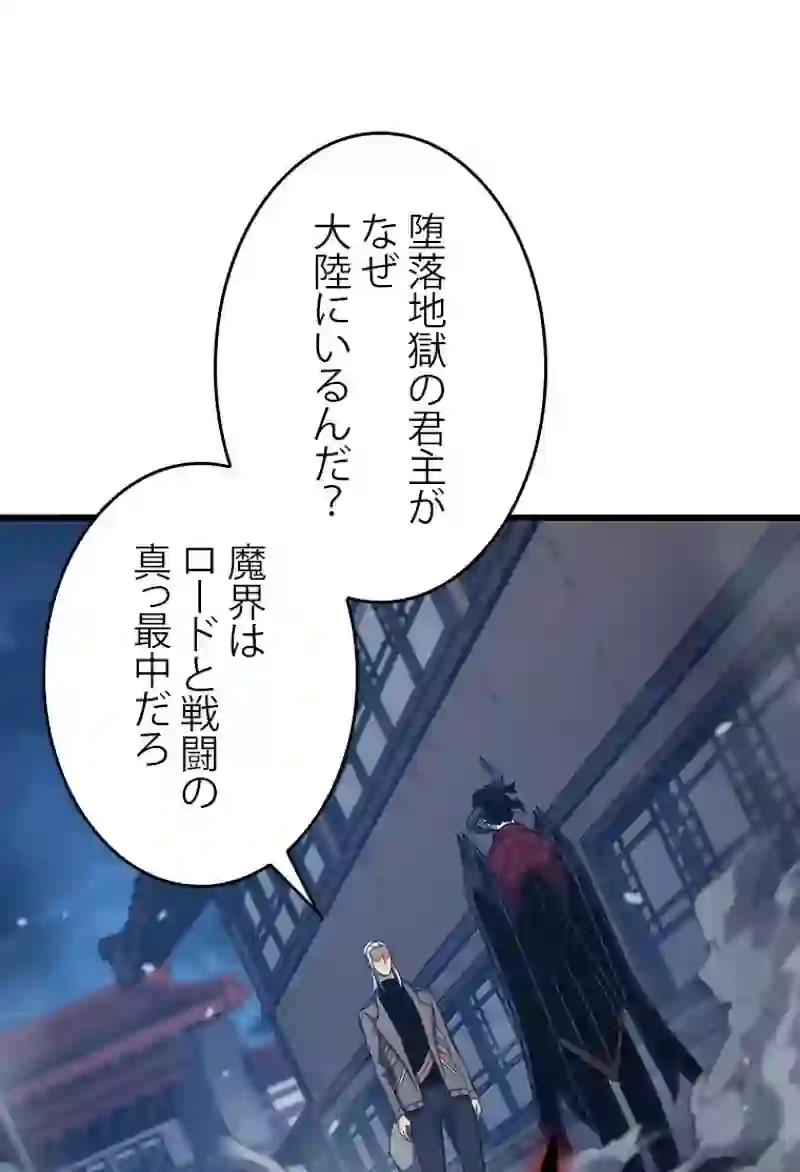 堕落地獄の君主が
なぜ
大陸にいるんだ？
魔界は
ロードと戦闘の
真っ最中だろ